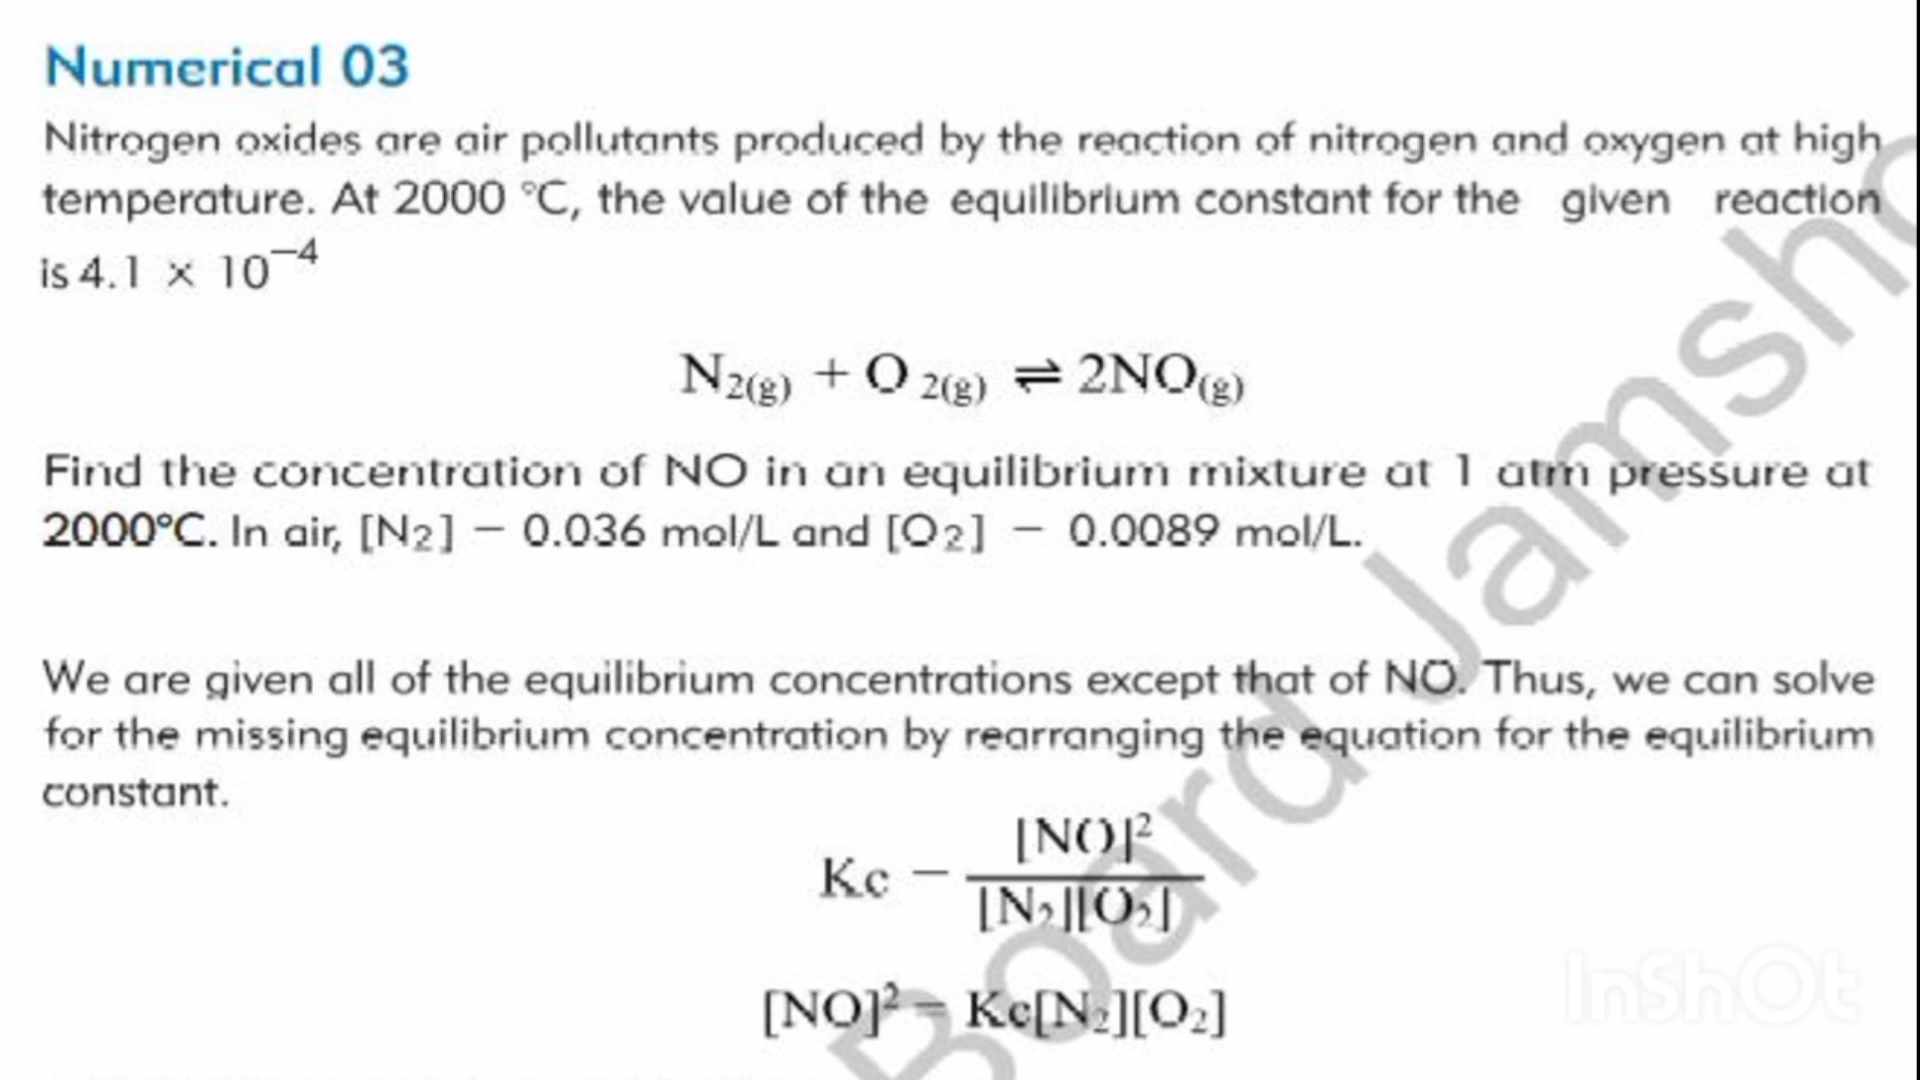 Numerical 03
Nitrogen oxides are air pollutants produced by the reaction of nitrogen and oxygen at high
temperature. At 2000 °C, the value of the equilibrium constant for the given reaction
is 4.1 × 10⁻⁴
N₂(g) + O ₂(g) ⇌ 2NO(g)
Find the concentration of NO in an equilibrium mixture at 1 atm pressure at
2000°C. In air, [N₂] – 0.036 mol/L and [O₂] – 0.0089 mol/L.
We are given all of the equilibrium concentrations except that of NO. Thus, we can solve
for the missing equilibrium concentration by rearranging the equation for the equilibrium
constant.
Kc – [NO]² / [N₂][O₂]
[NO]² = Kc[N₂][O₂]
Board Jamsho
InShOt